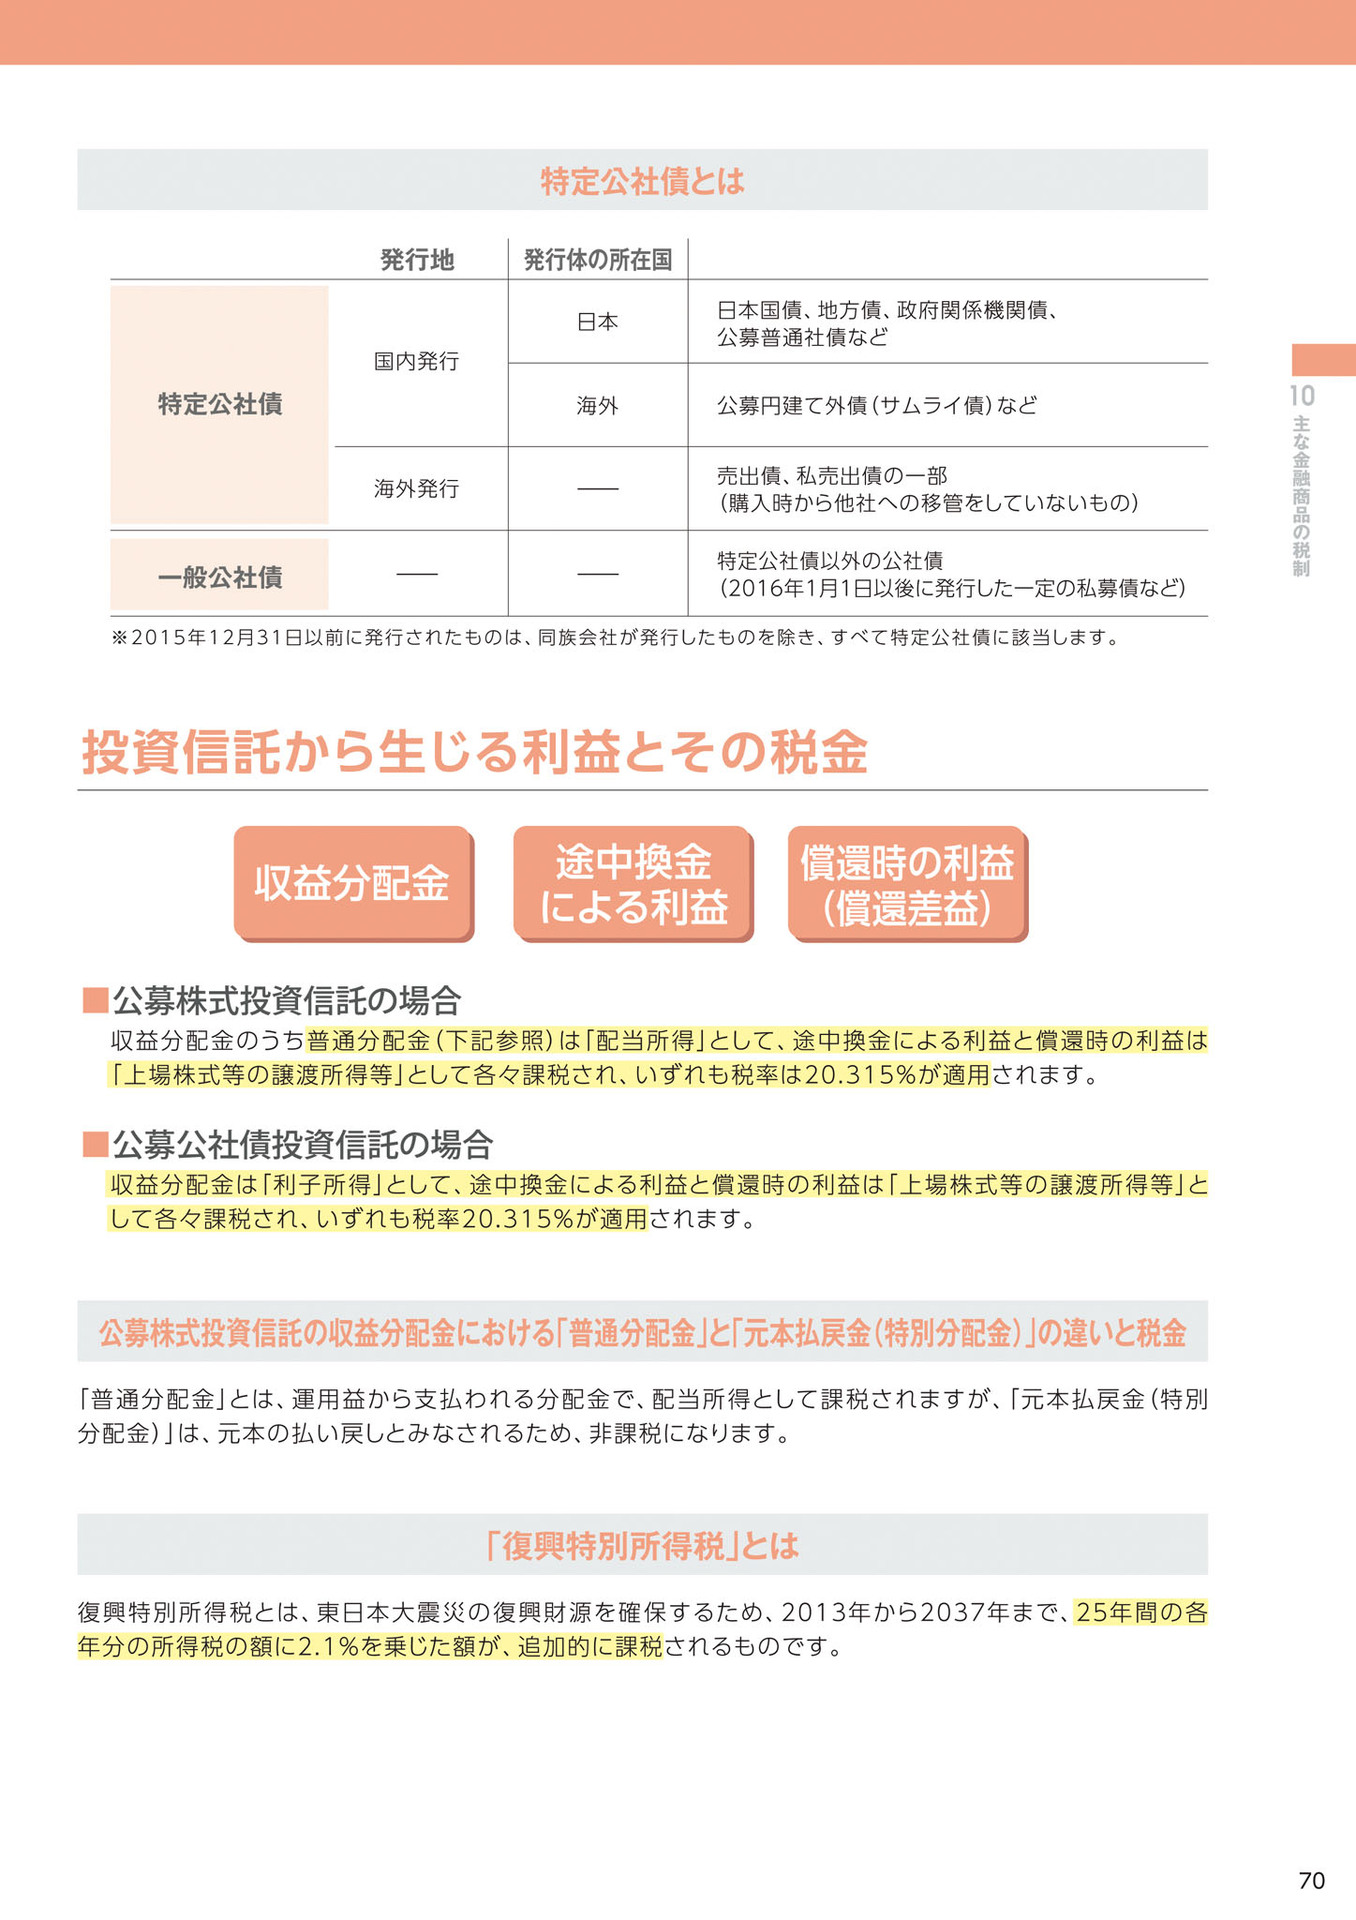 特定公社債とは
発行地
発行体の所在国
特定公社債
国内発行
日本
日本国債、地方債、政府関係機関債、
公募普通社債など
海外
公募円建て外債（サムライ債）など
海外発行
——
売出債、私売出債の一部
（購入時から他社への移管をしていないもの）
一般公社債
——
——
特定公社債以外の公社債
（2016年1月1日以後に発行した一定の私募債など）
※2015年12月31日以前に発行されたものは、同族会社が発行したものを除き、すべて特定公社債に該当します。
10 主な金融商品の税制
投資信託から生じる利益とその税金
収益分配金
途中換金
による利益
償還時の利益
（償還差益）
■公募株式投資信託の場合
収益分配金のうち普通分配金（下記参照）は「配当所得」として、途中換金による利益と償還時の利益は
「上場株式等の譲渡所得等」として各々課税され、いずれも税率は20.315%が適用されます。
■公募公社債投資信託の場合
収益分配金は「利子所得」として、途中換金による利益と償還時の利益は「上場株式等の譲渡所得等」と
して各々課税され、いずれも税率20.315%が適用されます。
公募株式投資信託の収益分配金における「普通分配金」と「元本払戻金（特別分配金）」の違いと税金
「普通分配金」とは、運用益から支払われる分配金で、配当所得として課税されますが、「元本払戻金（特別
分配金）」は、元本の払い戻しとみなされるため、非課税になります。
「復興特別所得税」とは
復興特別所得税とは、東日本大震災の復興財源を確保するため、2013年から2037年まで、25年間の各
年分の所得税の額に2.1%を乗じた額が、追加的に課税されるものです。
70